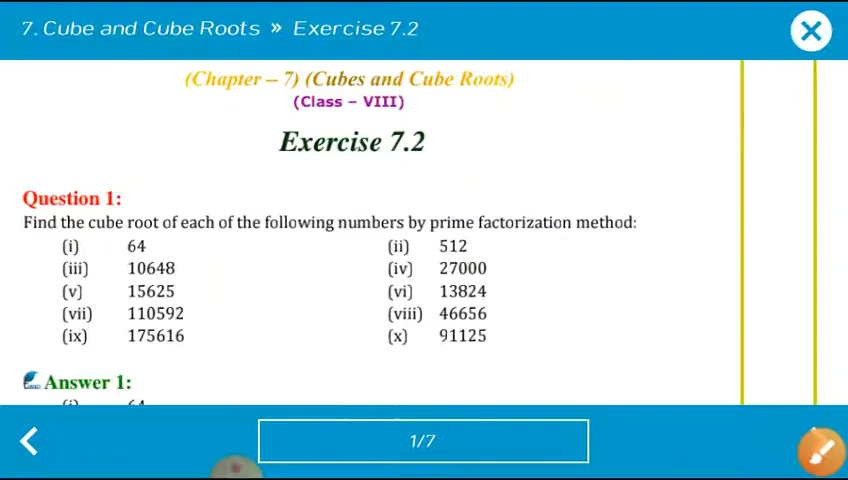 7. Cube and Cube Roots » Exercise 7.2
(Chapter – 7) (Cubes and Cube Roots)
(Class – VIII)
Exercise 7.2
Question 1:
Find the cube root of each of the following numbers by prime factorization method:
(i) 64 (ii) 512
(iii) 10648 (iv) 27000
(v) 15625 (vi) 13824
(vii) 110592 (viii) 46656
(ix) 175616 (x) 91125
Answer 1:
(i) 64
1/7